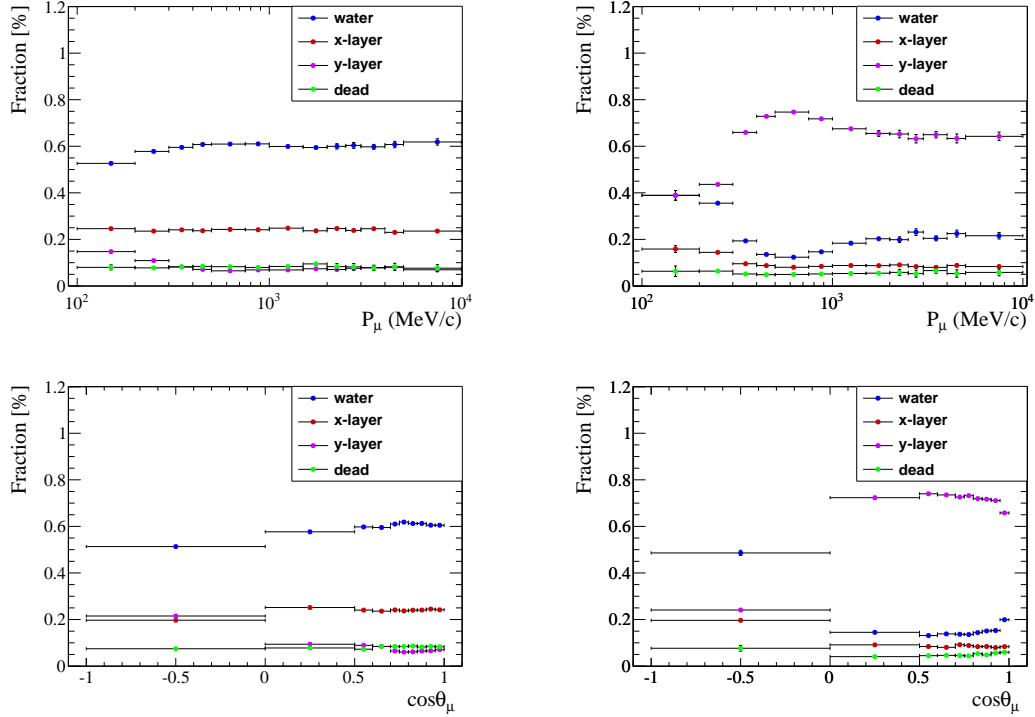 Fraction [%]
1.2
1
0.8
0.6
0.4
0.2
0
water
x-layer
y-layer
dead
10²
10³
10⁴
P_μ (MeV/c)
Fraction [%]
1.2
1
0.8
0.6
0.4
0.2
0
water
x-layer
y-layer
dead
10²
10³
10⁴
P_μ (MeV/c)
Fraction [%]
1.2
1
0.8
0.6
0.4
0.2
0
water
x-layer
y-layer
dead
-1 -0.5 0 0.5 1
cosθ_μ
Fraction [%]
1.2
1
0.8
0.6
0.4
0.2
0
water
x-layer
y-layer
dead
-1 -0.5 0 0.5 1
cosθ_μ